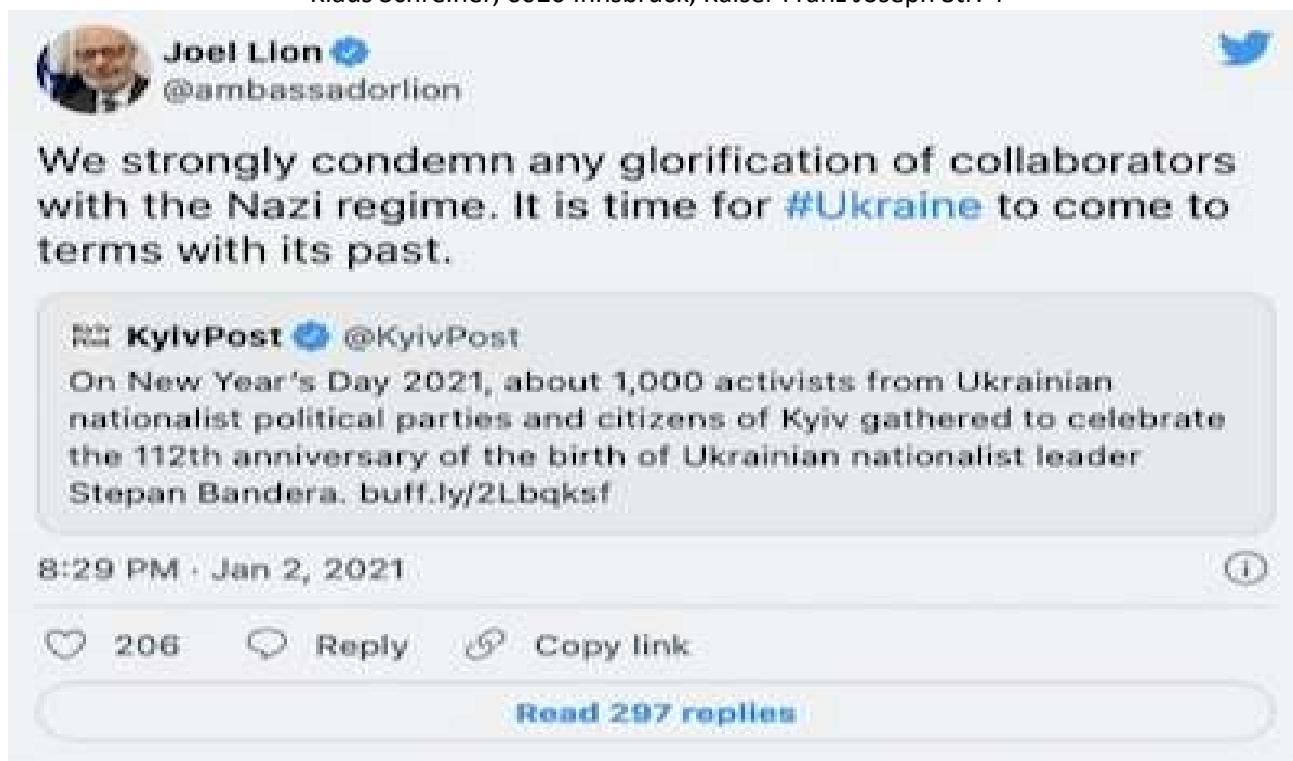 Joel Lion
@ambassadorlion
We strongly condemn any glorification of collaborators
with the Nazi regime. It is time for #Ukraine to come to
terms with its past.
KyivPost @KyivPost
On New Year's Day 2021, about 1,000 activists from Ukrainian
nationalist political parties and citizens of Kyiv gathered to celebrate
the 112th anniversary of the birth of Ukrainian nationalist leader
Stepan Bandera. buff.ly/2Lbqksf
8:29 PM · Jan 2, 2021
206 Reply Copy link
Read 297 replies